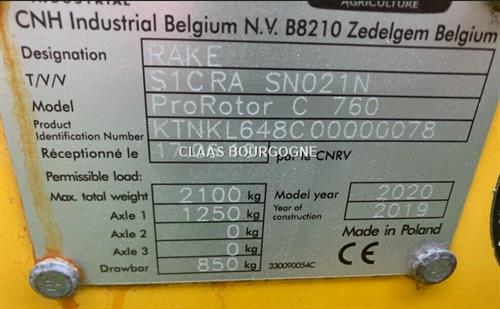 INDUSTRIAL AGRICULTURE
CNH Industrial Belgium N.V. B8210 Zedelgem Belgium
Designation RAKE
T/V/V S1CRA SN021N
Model ProRotor C 760
Product
Identification Number KTNKL648C00000078
Réceptionné le par le CNRV
CLAAS BOURGOGNE
Permissible load:
Max. total weight 2100 kg Model year 2020
Axle 1 1250 kg Year of construction 2019
Axle 2 0 kg
Axle 3 0 kg Made in Poland
Drawbar 850 kg 330090054C CE